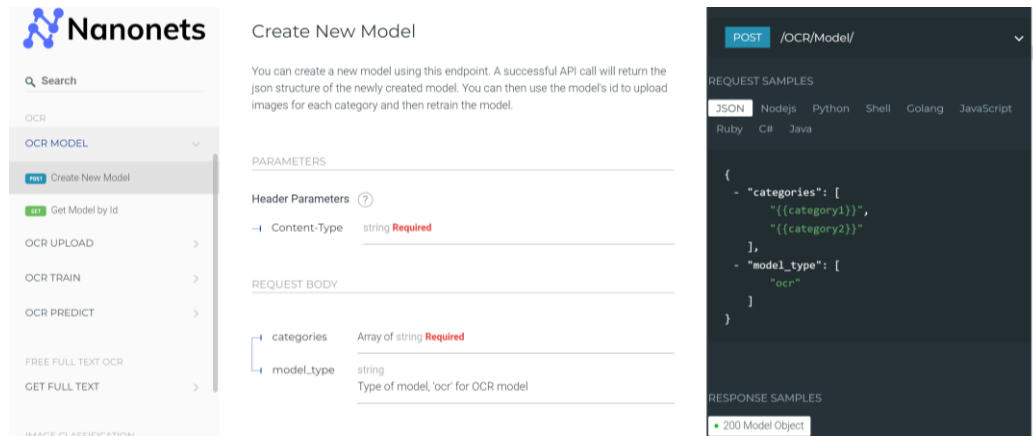 Nanonets
Search
OCR
OCR MODEL
POST Create New Model
GET Get Model by Id
OCR UPLOAD
OCR TRAIN
OCR PREDICT
FREE FULL TEXT OCR
GET FULL TEXT
IMAGE CLASSIFICATION
Create New Model
You can create a new model using this endpoint. A successful API call will return the
json structure of the newly created model. You can then use the model's id to upload
images for each category and then retrain the model.
PARAMETERS
Header Parameters ?
Content-Type string Required
REQUEST BODY
categories Array of string Required
model_type string
Type of model, 'ocr' for OCR model
POST /OCR/Model/
REQUEST SAMPLES
JSON Nodejs Python Shell Golang JavaScript
Ruby C# Java
{
- "categories": [
"{{category1}}",
"{{category2}}"
],
- "model_type": [
"ocr"
]
}
RESPONSE SAMPLES
200 Model Object